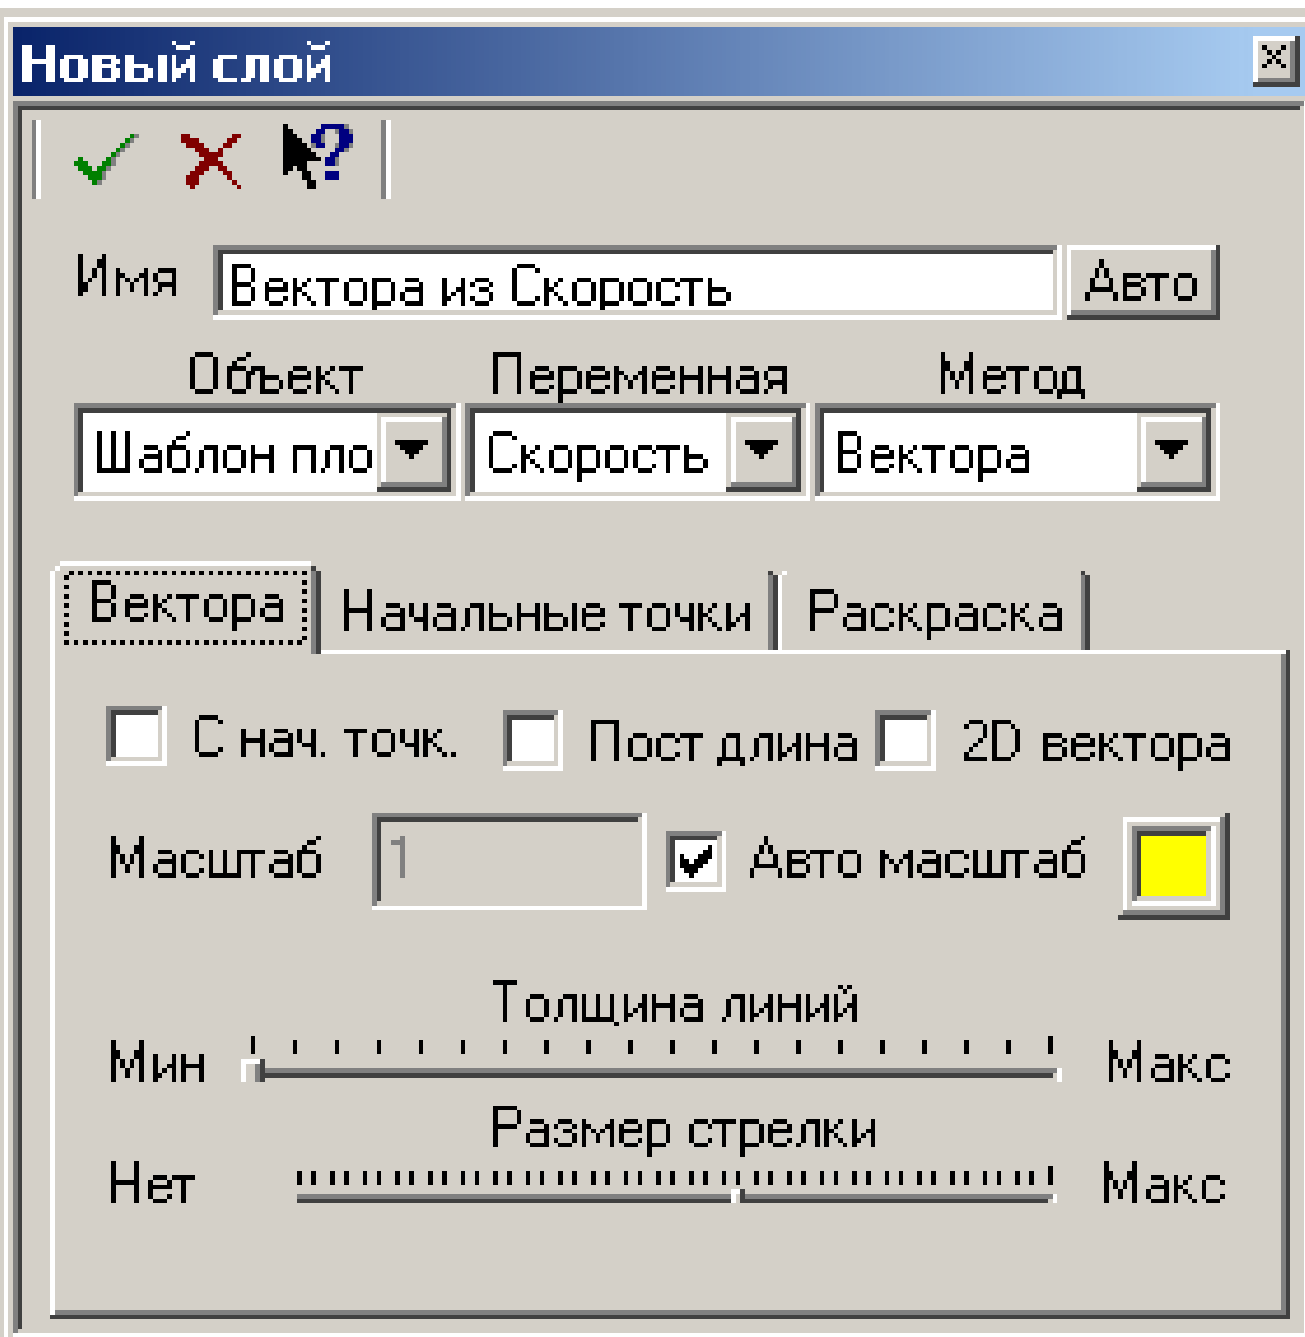 Новый слой
Имя Вектора из Скорость Авто
Объект Переменная Метод
Шаблон пло Скорость Вектора
Вектора Начальные точки Раскраска
С нач. точк. Пост длина 2D вектора
Масштаб 1 Авто масштаб
Толщина линий
Мин Макс
Размер стрелки
Нет Макс